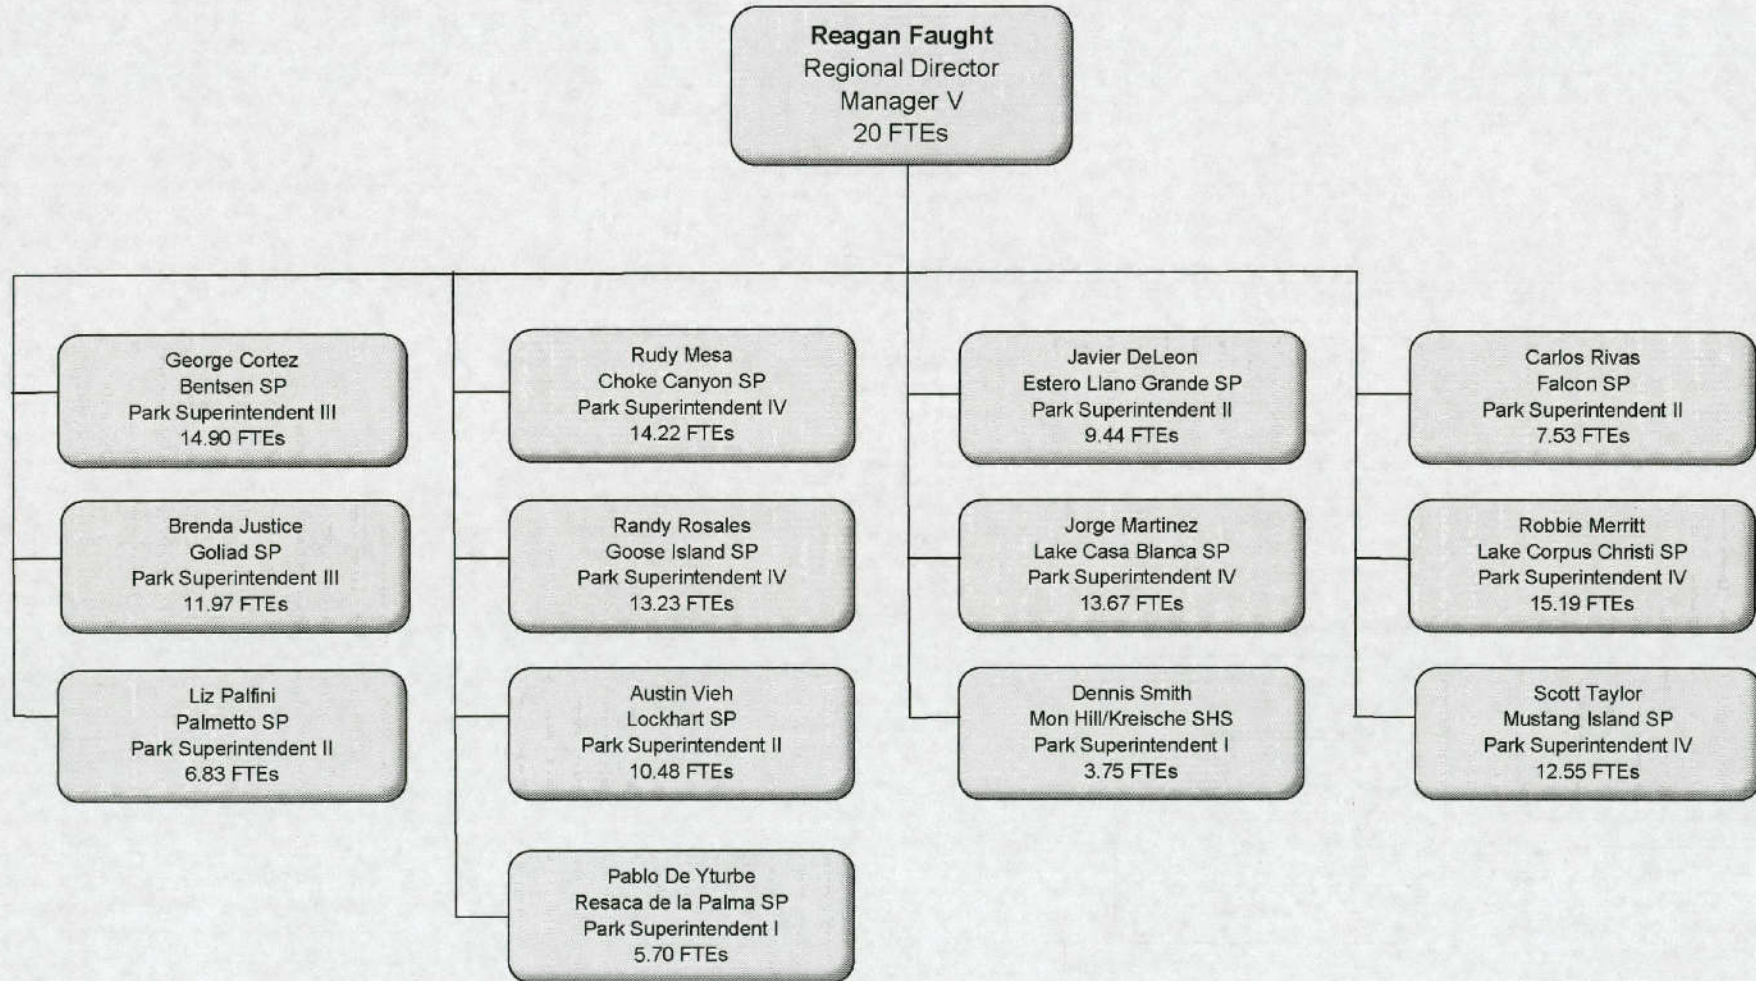 Reagan Faught
Regional Director
Manager V
20 FTEs
George Cortez
Bentsen SP
Park Superintendent III
14.90 FTEs
Rudy Mesa
Choke Canyon SP
Park Superintendent IV
14.22 FTEs
Javier DeLeon
Estero Llano Grande SP
Park Superintendent II
9.44 FTEs
Carlos Rivas
Falcon SP
Park Superintendent II
7.53 FTEs
Brenda Justice
Goliad SP
Park Superintendent III
11.97 FTEs
Randy Rosales
Goose Island SP
Park Superintendent IV
13.23 FTEs
Jorge Martinez
Lake Casa Blanca SP
Park Superintendent IV
13.67 FTEs
Robbie Merritt
Lake Corpus Christi SP
Park Superintendent IV
15.19 FTEs
Liz Palfini
Palmetto SP
Park Superintendent II
6.83 FTEs
Austin Vieh
Lockhart SP
Park Superintendent II
10.48 FTEs
Dennis Smith
Mon Hill/Kreische SHS
Park Superintendent I
3.75 FTEs
Scott Taylor
Mustang Island SP
Park Superintendent IV
12.55 FTEs
Pablo De Yturbe
Resaca de la Palma SP
Park Superintendent I
5.70 FTEs